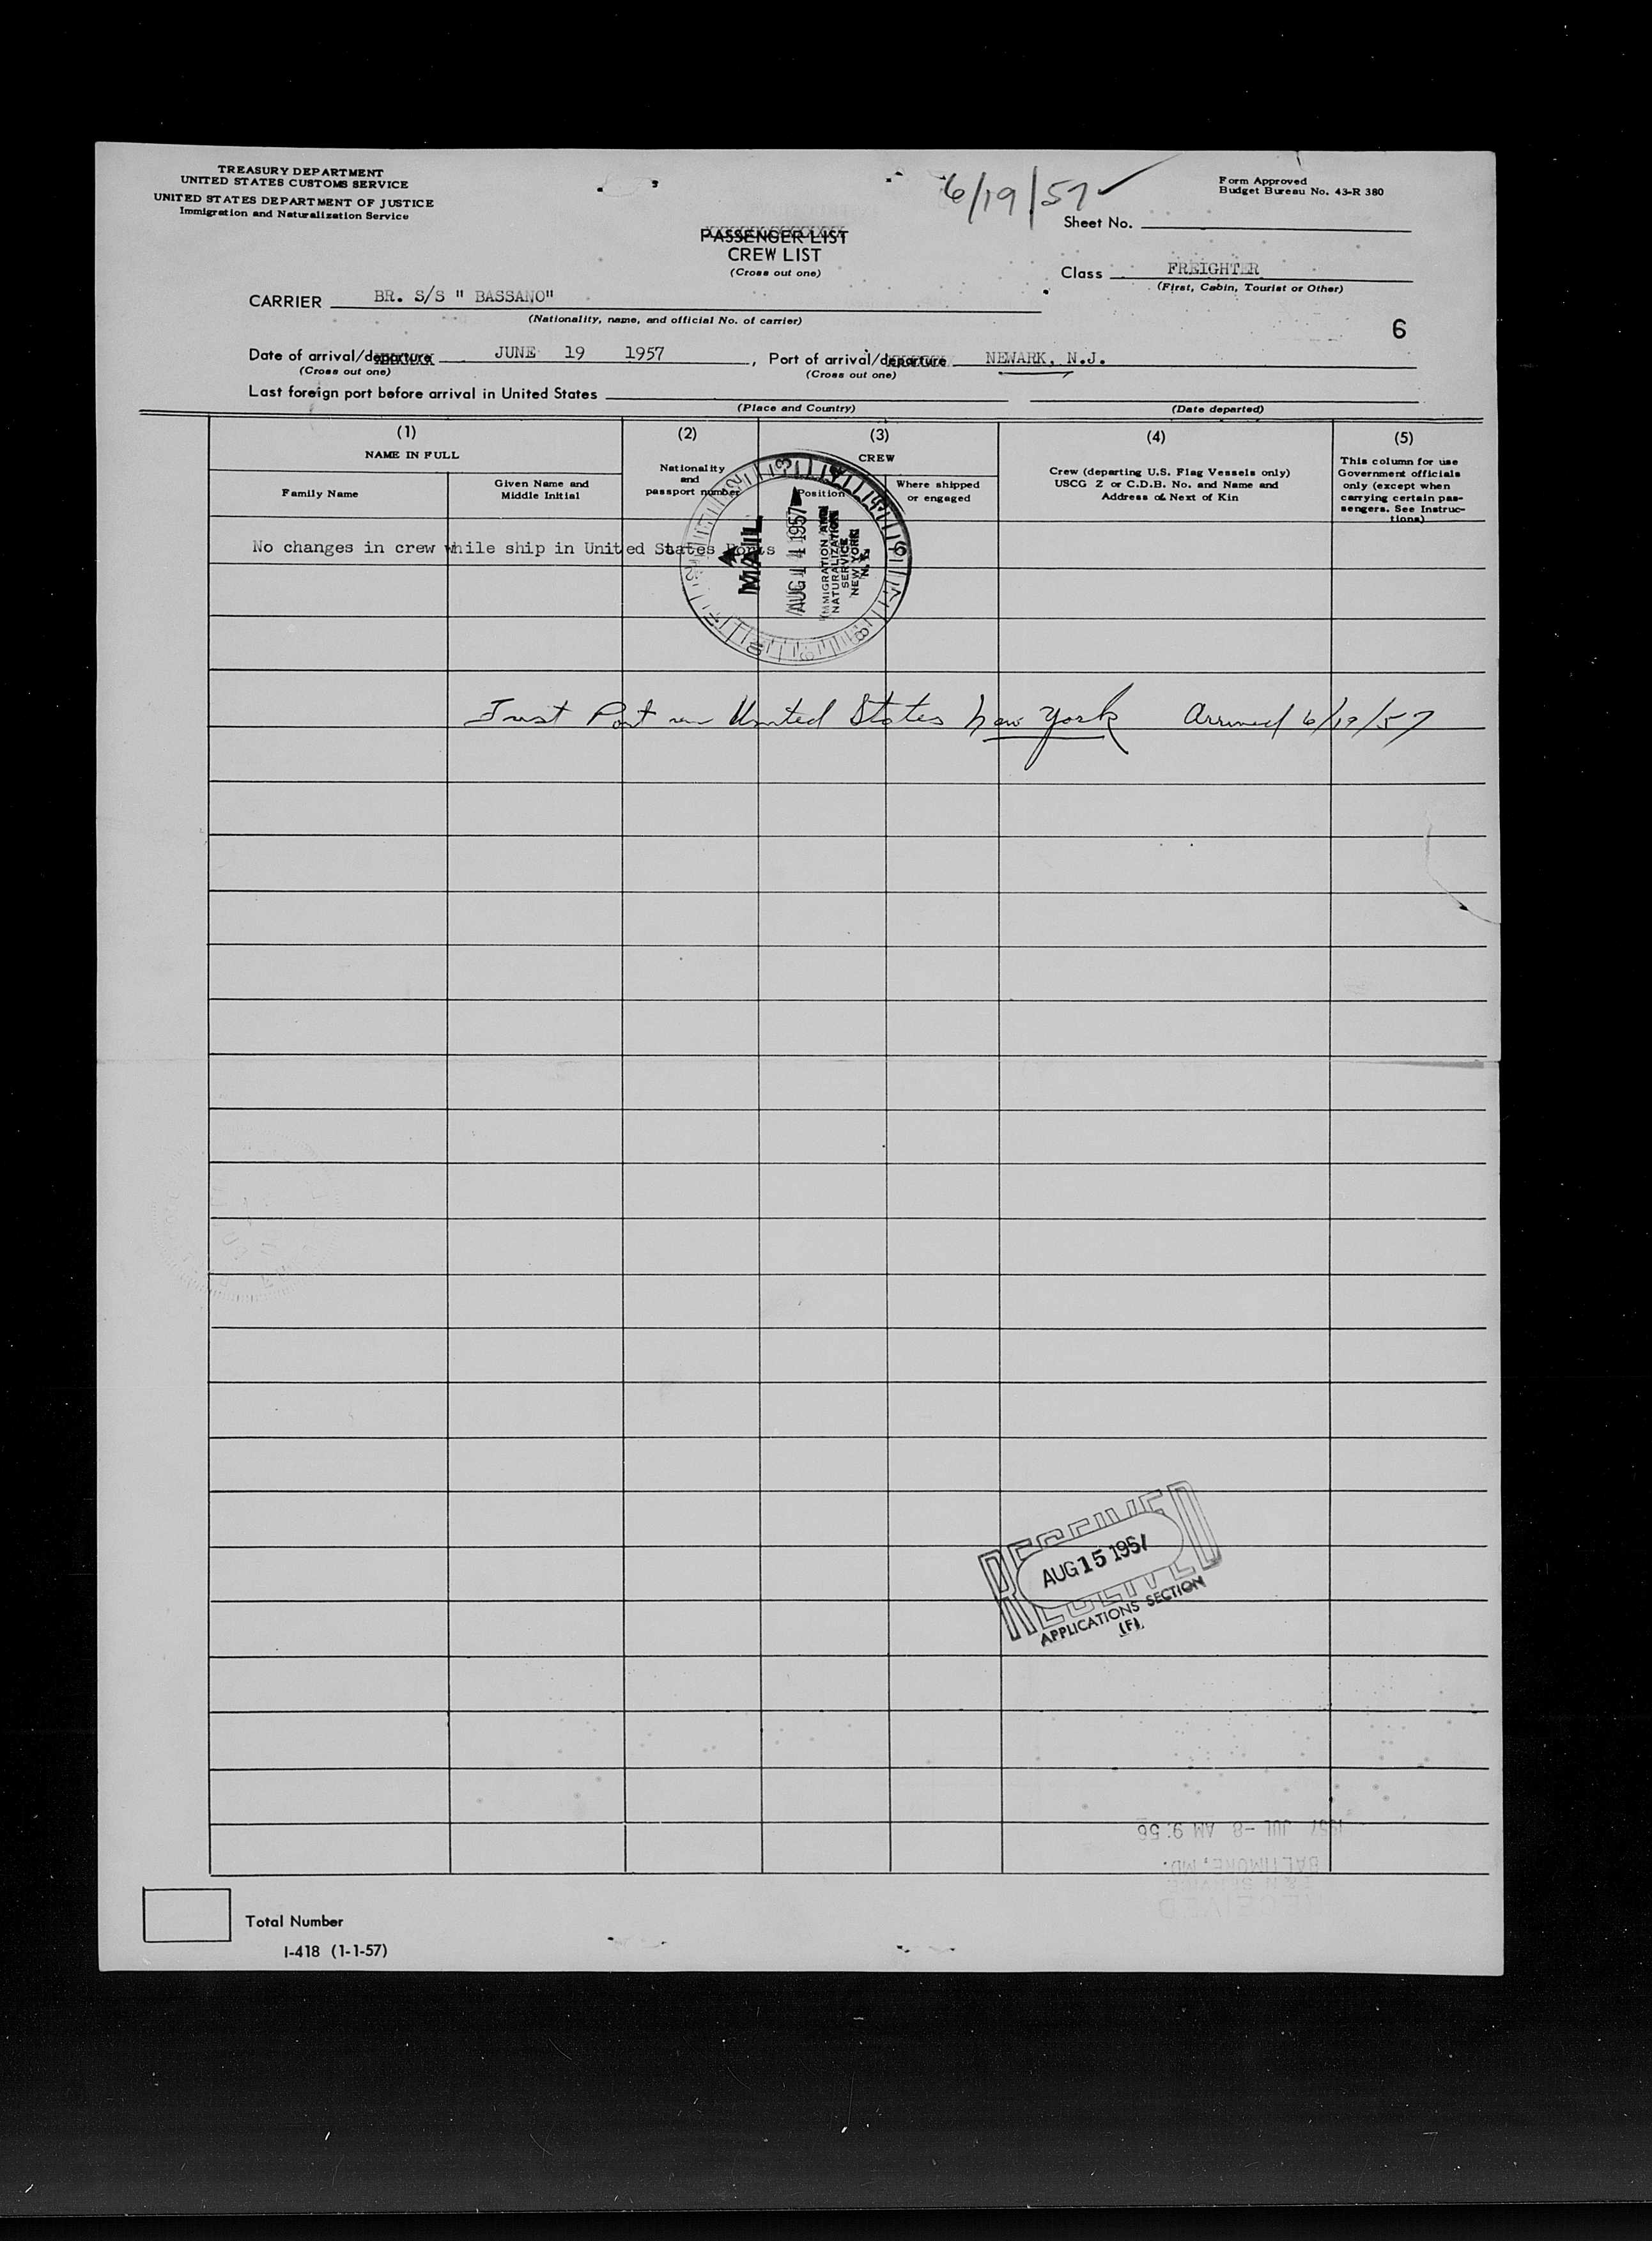 TREASURY DEPARTMENT
UNITED STATES CUSTOMS SERVICE
UNITED STATES DEPARTMENT OF JUSTICE
Immigration and Naturalization Service
6/19/57
Form Approved
Budget Bureau No. 43-R 380
Sheet No.
PASSENGER LIST
CREW LIST
(Cross out one)
Class FREIGHTER
(First, Cabin, Tourist or Other)
CARRIER BR. S/S " BASSANO"
(Nationality, name, and official No. of carrier)
6
Date of arrival/departure JUNE 19 1957, Port of arrival/departure NEWARK, N.J.
(Cross out one) (Cross out one)
Last foreign port before arrival in United States
(Place and Country) (Date departed)
(1) (2) (3) (4) (5)
NAME IN FULL
Family Name
Given Name and
Middle Initial
Nationality
and
passport number
CREW
Position
Where shipped
or engaged
Crew (departing U.S. Flag Vessels only)
USCG Z or C.D.B. No. and Name and
Address of Next of Kin
This column for use
Government officials
only (except when
carrying certain pas-
sengers. See Instruc-
tions)
No changes in crew while ship in United States Ports
MAIL
AUG 14 1957
IMMIGRATION AND
NATURALIZATION
SERVICE
NEW YORK
N.Y.
First Port in United States New York Arrived 6/19/57
RECEIVED
AUG 15 1957
APPLICATIONS SECTION
(F)
1957 JUL -8 AM 9:56
BALTIMORE, MD.
RECEIVED
Total Number
I-418 (1-1-57)